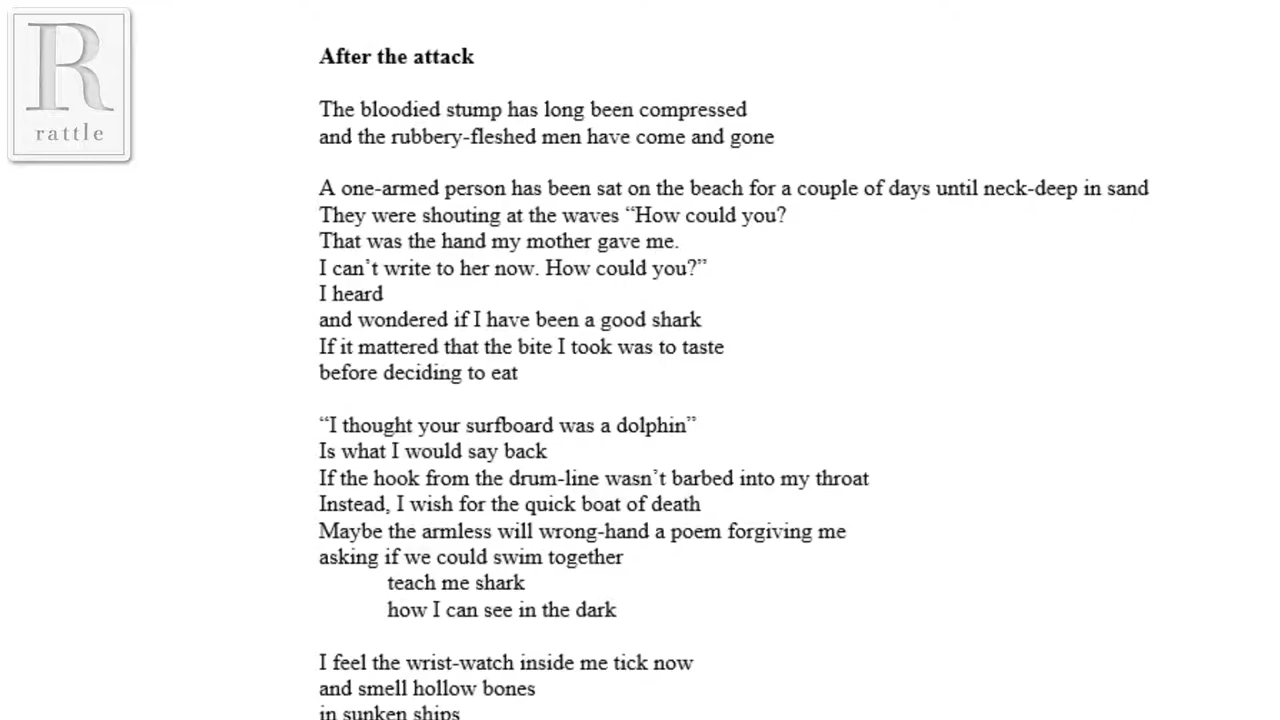 R
rattle
After the attack
The bloodied stump has long been compressed
and the rubbery-fleshed men have come and gone
A one-armed person has been sat on the beach for a couple of days until neck-deep in sand
They were shouting at the waves “How could you?
That was the hand my mother gave me.
I can’t write to her now. How could you?”
I heard
and wondered if I have been a good shark
If it mattered that the bite I took was to taste
before deciding to eat
“I thought your surfboard was a dolphin”
Is what I would say back
If the hook from the drum-line wasn’t barbed into my throat
Instead, I wish for the quick boat of death
Maybe the armless will wrong-hand a poem forgiving me
asking if we could swim together
teach me shark
how I can see in the dark
I feel the wrist-watch inside me tick now
and smell hollow bones
in sunken ships